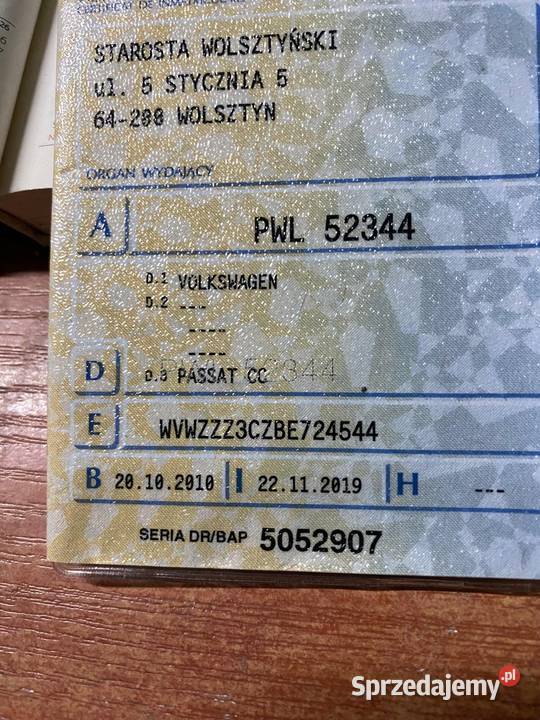 STAROSTA WOLSZTYŃSKI
ul. 5 STYCZNIA 5
64-200 WOLSZTYN
ORGAN WYDAJĄCY
A PWL 52344
D.1 VOLKSWAGEN
D.2 ---
----
----
D D.3 PASSAT CC
E WVWZZZ3CZBE724544
B 20.10.2010 I 22.11.2019 H ---
SERIA DR/BAP 5052907
Sprzedajemy.pl